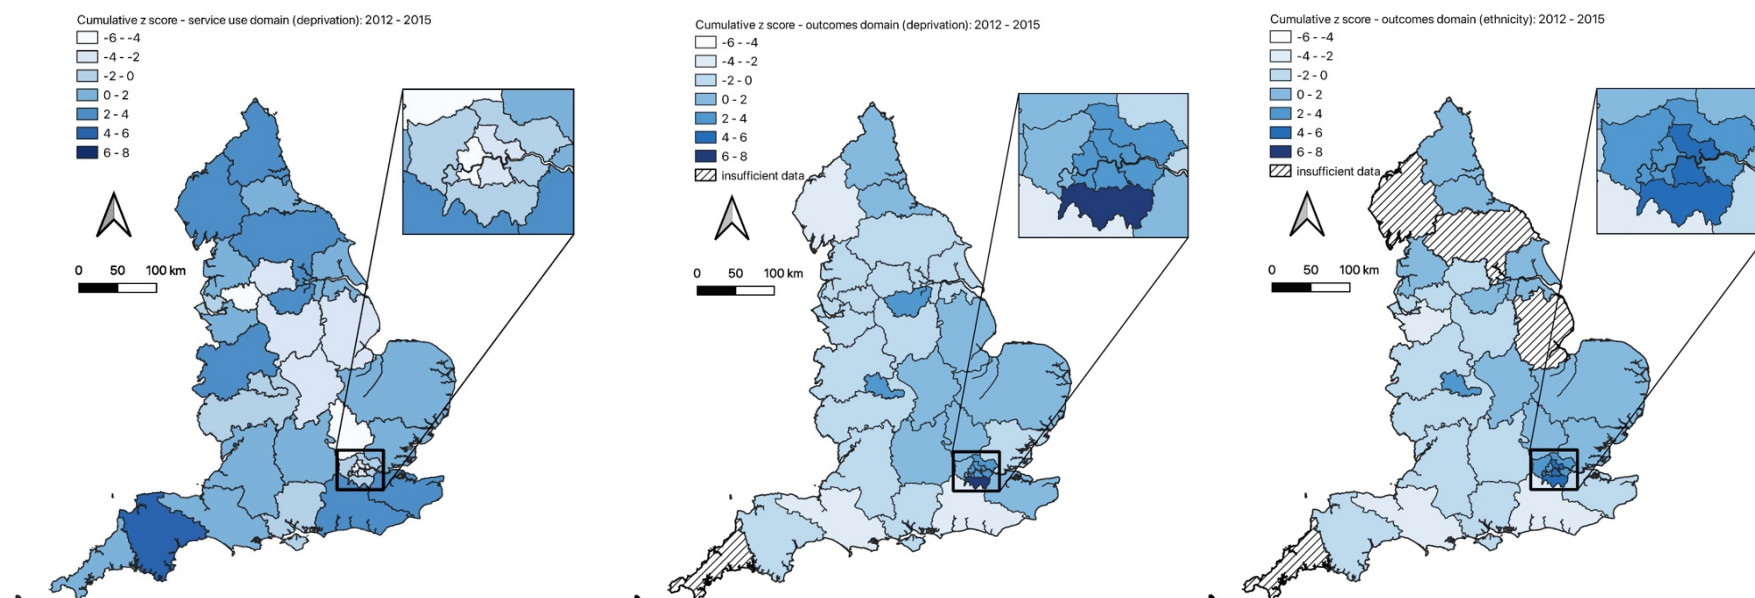 Cumulative z score - service use domain (deprivation): 2012 - 2015
-6 - -4
-4 - -2
-2 - 0
0 - 2
2 - 4
4 - 6
6 - 8
0 50 100 km
Cumulative z score - outcomes domain (deprivation): 2012 - 2015
-6 - -4
-4 - -2
-2 - 0
0 - 2
2 - 4
4 - 6
6 - 8
insufficient data
0 50 100 km
Cumulative z score - outcomes domain (ethnicity): 2012 - 2015
-6 - -4
-4 - -2
-2 - 0
0 - 2
2 - 4
4 - 6
6 - 8
insufficient data
0 50 100 km